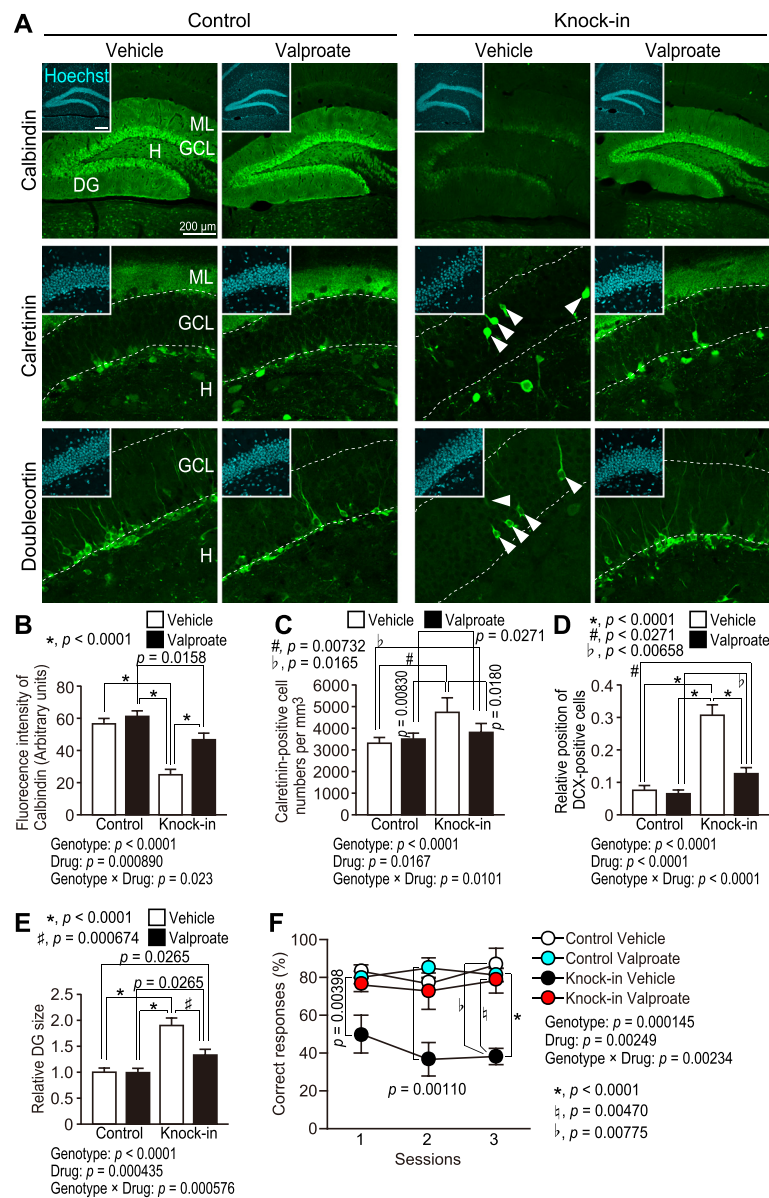 A
Control
Knock-in
Vehicle
Valproate
Vehicle
Valproate
Calbindin
Hoechst
ML
H
GCL
DG
200 µm
Calretinin
ML
GCL
H
Doublecortin
GCL
H
B
Vehicle
Valproate
*, p < 0.0001
p = 0.0158
*
*
*
Fluorecence intensity of
Calbindin (Arbitrary units)
80
60
40
20
0
Control
Knock-in
Genotype: p < 0.0001
Drug: p = 0.000890
Genotype × Drug: p = 0.023
C
Vehicle
Valproate
#, p = 0.00732
♭, p = 0.0165
♭
#
p = 0.0271
p = 0.00830
p = 0.0180
Calretinin-positive cell
numbers per mm3
6000
5000
4000
3000
2000
1000
0
Control
Knock-in
Genotype: p < 0.0001
Drug: p = 0.0167
Genotype × Drug: p = 0.0101
D
*, p < 0.0001
#, p < 0.0271
♭, p < 0.00658
Vehicle
Valproate
#
*
♭
*
*
Relative position of
DCX-positive cells
0.4
0.3
0.2
0.1
0
Control
Knock-in
Genotype: p < 0.0001
Drug: p < 0.0001
Genotype × Drug: p < 0.0001
E
*, p < 0.0001
♯, p = 0.000674
Vehicle
Valproate
p = 0.0265
p = 0.0265
*
*
♯
Relative DG size
2.5
2.0
1.5
1.0
0.5
0
Control
Knock-in
Genotype: p < 0.0001
Drug: p = 0.000435
Genotype × Drug: p = 0.000576
F
Correct responses (%)
100
80
60
40
20
0
p = 0.00398
p = 0.00110
♭
♮
*
1
2
3
Sessions
Control Vehicle
Control Valproate
Knock-in Vehicle
Knock-in Valproate
Genotype: p = 0.000145
Drug: p = 0.00249
Genotype × Drug: p = 0.00234
*, p < 0.0001
♮, p = 0.00470
♭, p = 0.00775